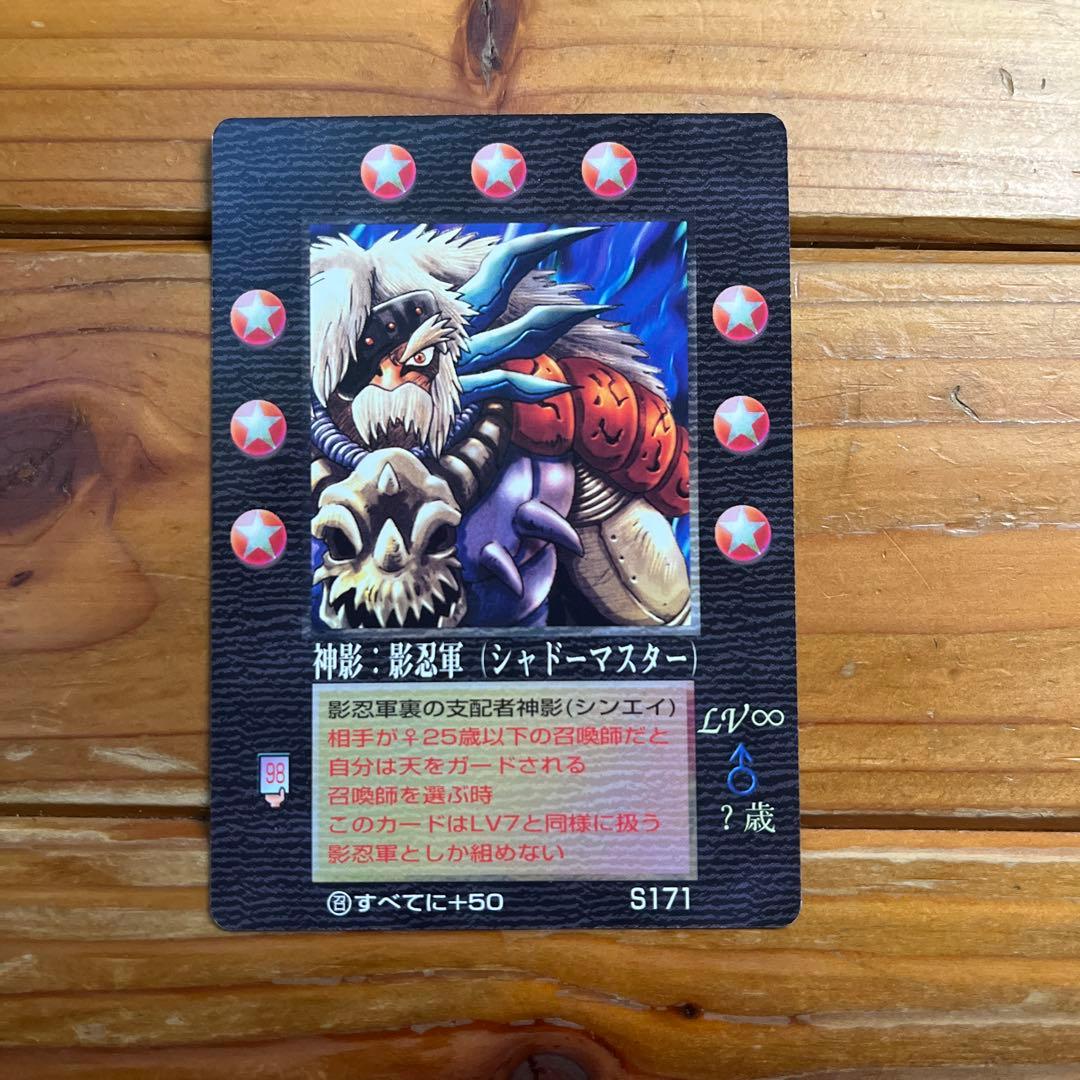 神影：影忍軍（シャドーマスター）
影忍軍裏の支配者神影(シンエイ)
相手が♀25歳以下の召喚師だと
自分は天をガードされる
召喚師を選ぶ時
このカードはLV7と同様に扱う
影忍軍としか組めない
LV∞
♂
？歳
98
㊁すべてに+50
S171